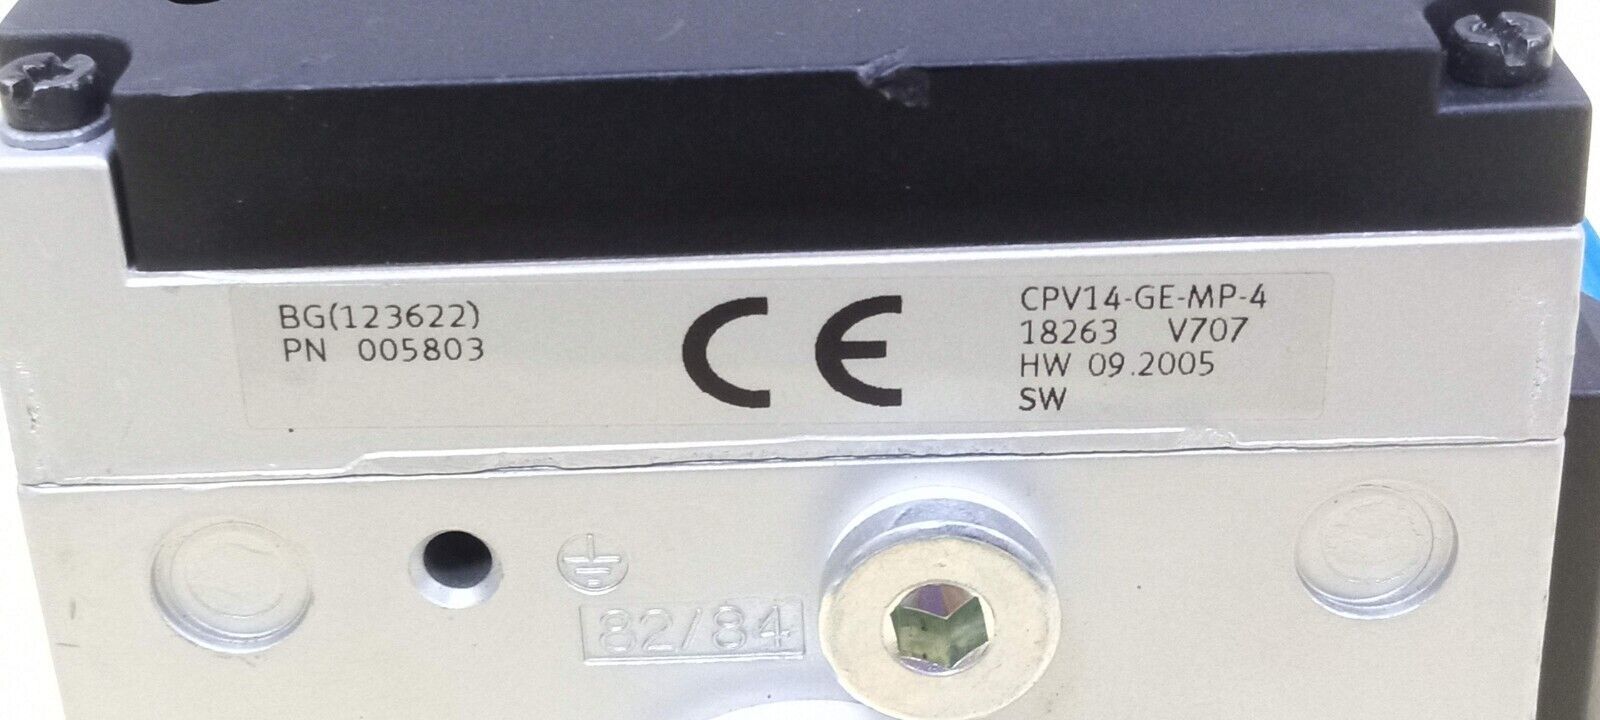 BG(123622)
PN 005803
CE
CPV14-GE-MP-4
18263 V707
HW 09.2005
SW
82/84